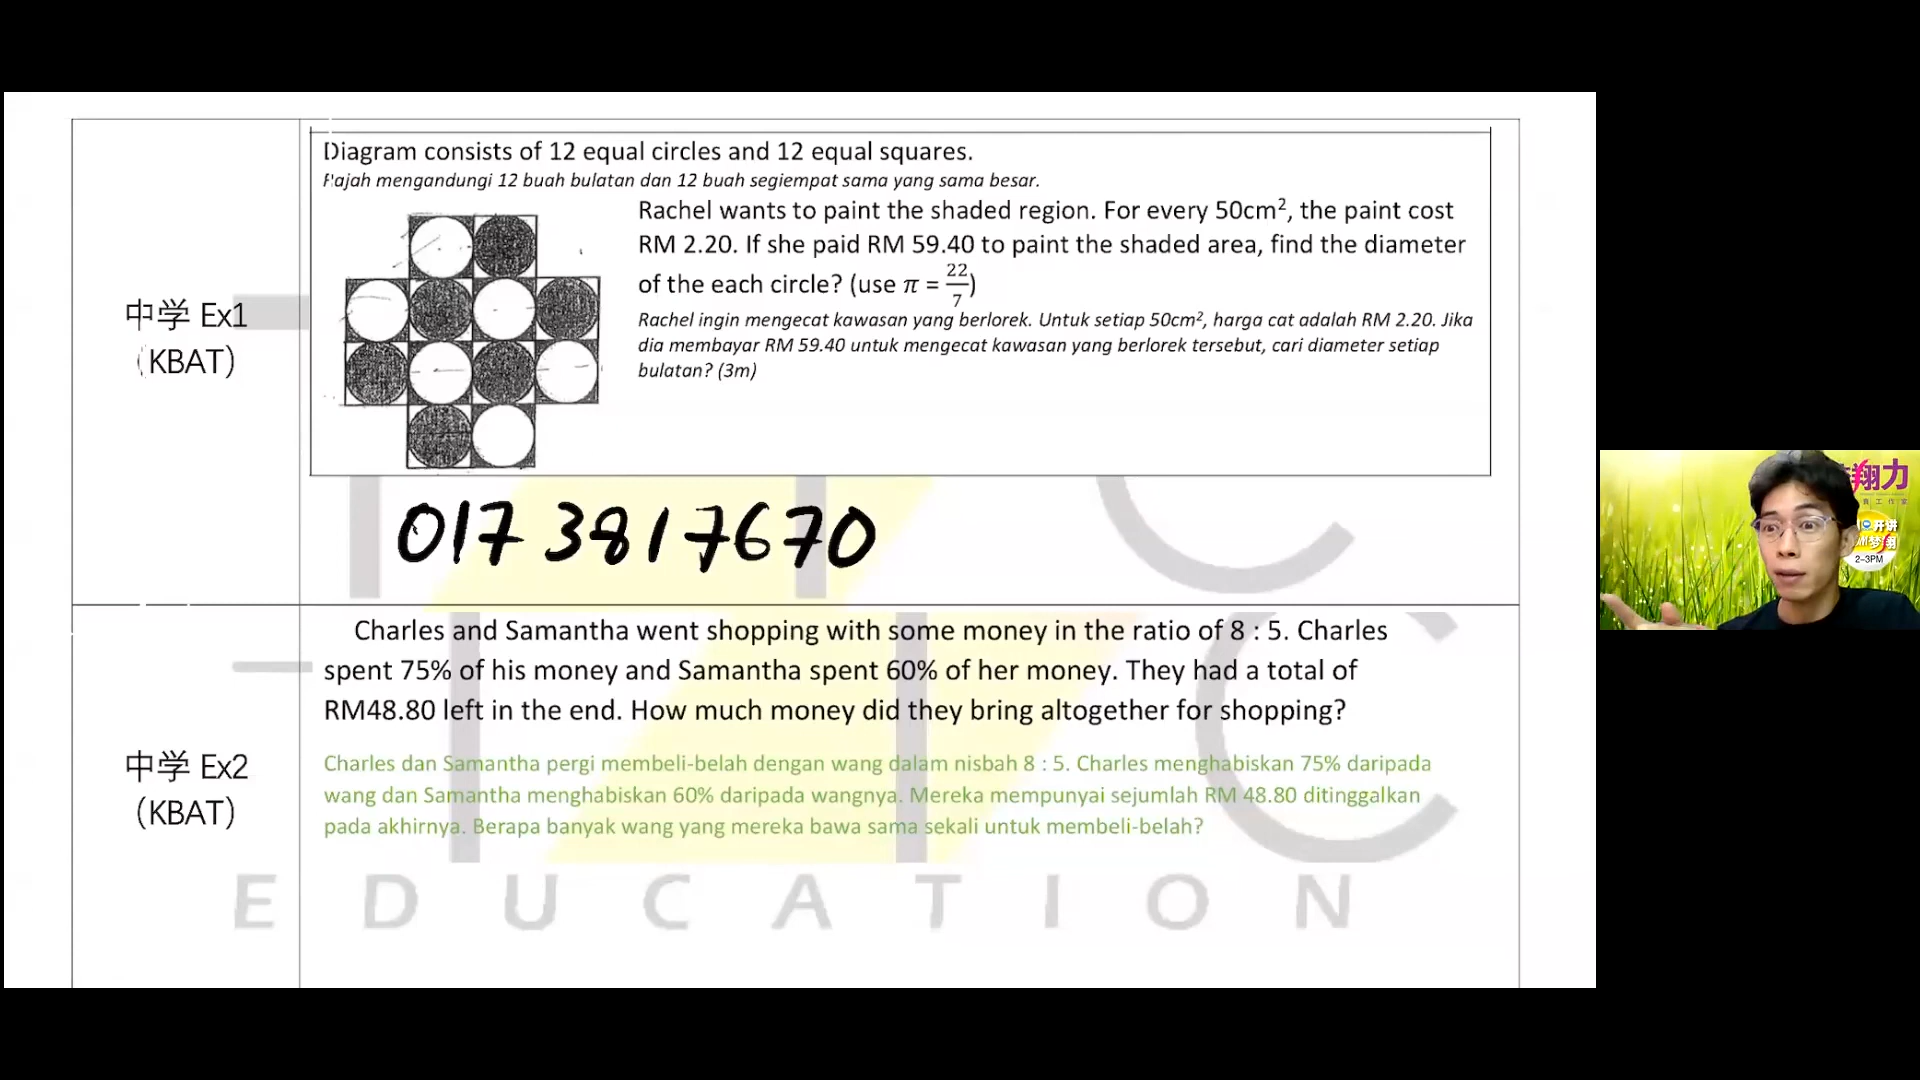 Diagram consists of 12 equal circles and 12 equal squares.
Rajah mengandungi 12 buah bulatan dan 12 buah segiempat sama yang sama besar.
Rachel wants to paint the shaded region. For every 50cm², the paint cost
RM 2.20. If she paid RM 59.40 to paint the shaded area, find the diameter
of the each circle? (use π = 22/7)
Rachel ingin mengecat kawasan yang berlorek. Untuk setiap 50cm², harga cat adalah RM 2.20. Jika
dia membayar RM 59.40 untuk mengecat kawasan yang berlorek tersebut, cari diameter setiap
bulatan? (3m)
中学 Ex1
(KBAT)
017 3817670
Charles and Samantha went shopping with some money in the ratio of 8 : 5. Charles
spent 75% of his money and Samantha spent 60% of her money. They had a total of
RM48.80 left in the end. How much money did they bring altogether for shopping?
Charles dan Samantha pergi membeli-belah dengan wang dalam nisbah 8 : 5. Charles menghabiskan 75% daripada
wang dan Samantha menghabiskan 60% daripada wangnya. Mereka mempunyai sejumlah RM 48.80 ditinggalkan
pada akhirnya. Berapa banyak wang yang mereka bawa sama sekali untuk membeli-belah?
中学 Ex2
(KBAT)
EDUCATION
翔力
2-3PM